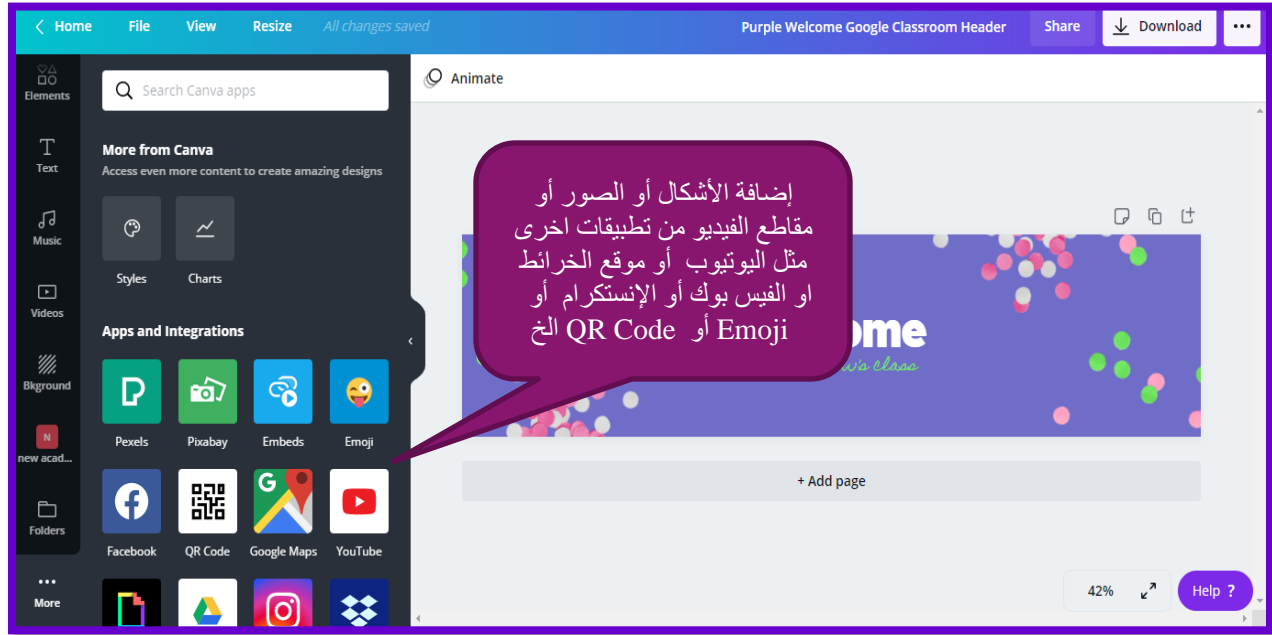 Home File View Resize All changes saved Purple Welcome Google Classroom Header Share Download
Elements
Text
Music
Videos
Bkground
N
new acad...
Folders
More
Search Canva apps
More from Canva
Access even more content to create amazing designs
Styles Charts
Apps and Integrations
Pexels Pixabay Embeds Emoji
Facebook QR Code Google Maps YouTube
Animate
إضافة الأشكال أو الصور أو
مقاطع الفيديو من تطبيقات اخرى
مثل اليوتيوب أو موقع الخرائط
او الفيس بوك أو الإنستكرام أو
Emoji أو QR Code الخ
ome
class
+ Add page
42% Help ?